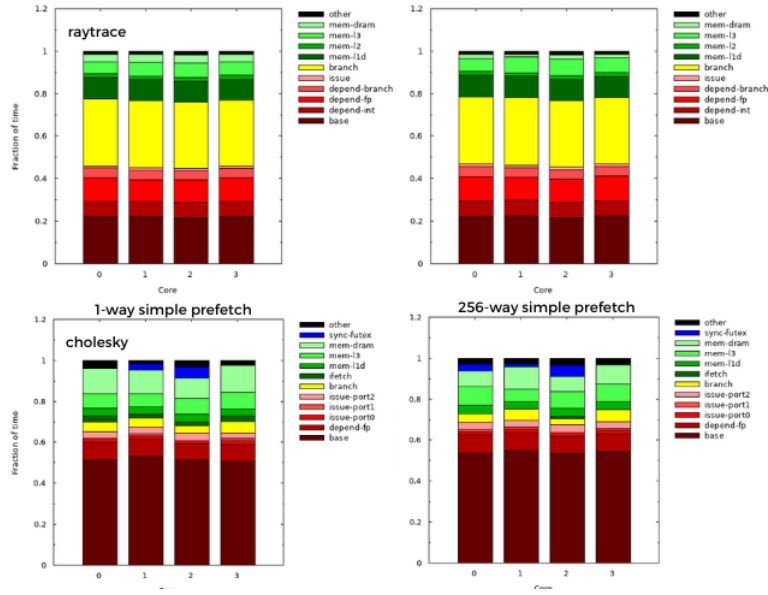 raytrace
1.2
1
0.8
0.6
0.4
0.2
0
Fraction of time
0 1 2 3
Core
other
mem-dram
mem-l3
mem-l2
mem-l1d
branch
issue
depend-branch
depend-fp
depend-int
base
1.2
1
0.8
0.6
0.4
0.2
0
0 1 2 3
Core
other
mem-dram
mem-l3
mem-l2
mem-l1d
branch
issue
depend-branch
depend-fp
depend-int
base
1-way simple prefetch
cholesky
1.2
1
0.8
0.6
0.4
0.2
0
Fraction of time
0 1 2 3
other
sync-futex
mem-dram
mem-l3
mem-l1d
ifetch
branch
issue-port2
issue-port1
issue-port0
depend-fp
base
256-way simple prefetch
1.2
1
0.8
0.6
0.4
0.2
0
0 1 2 3
Core
other
sync-futex
mem-dram
mem-l3
mem-l1d
ifetch
branch
issue-port2
issue-port1
issue-port0
depend-fp
base